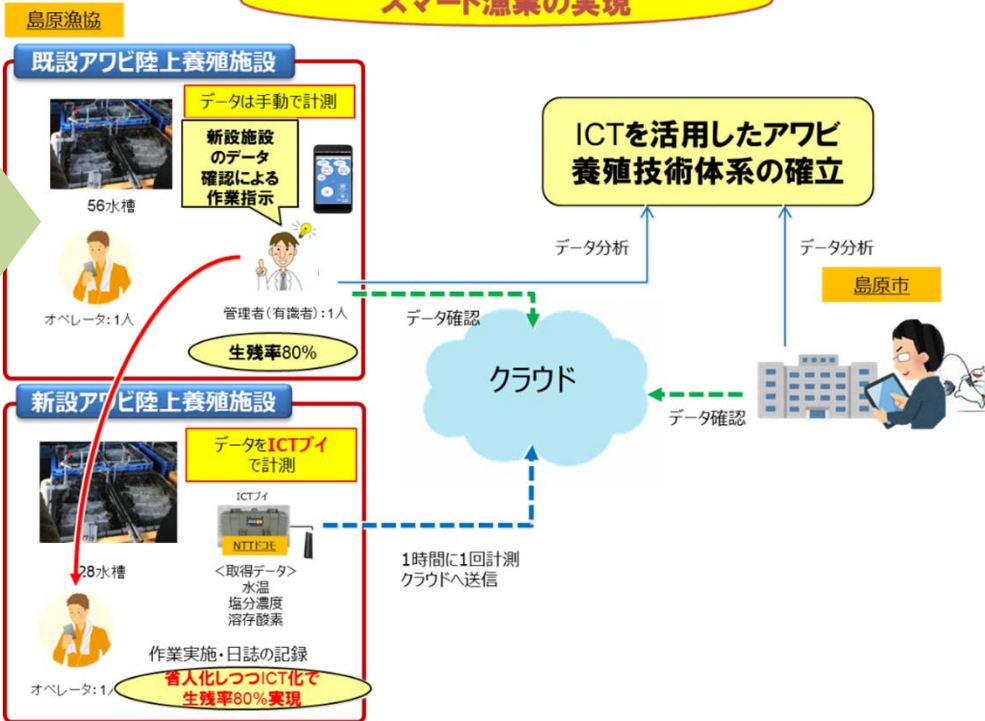 スマート漁業の実現
島原漁協
既設アワビ陸上養殖施設
データは手動で計測
新設施設
のデータ
確認による
作業指示
56水槽
オペレータ:1人
管理者(有識者):1人
生残率80%
新設アワビ陸上養殖施設
データをICTブイ
で計測
ICTブイ
NTTドコモ
28水槽
<取得データ>
水温
塩分濃度
溶存酸素
作業実施・日誌の記録
オペレータ:1
省人化しつつICT化で
生残率80%実現
ICTを活用したアワビ
養殖技術体系の確立
データ分析
データ分析
島原市
データ確認
クラウド
データ確認
1時間に1回計測
クラウドへ送信